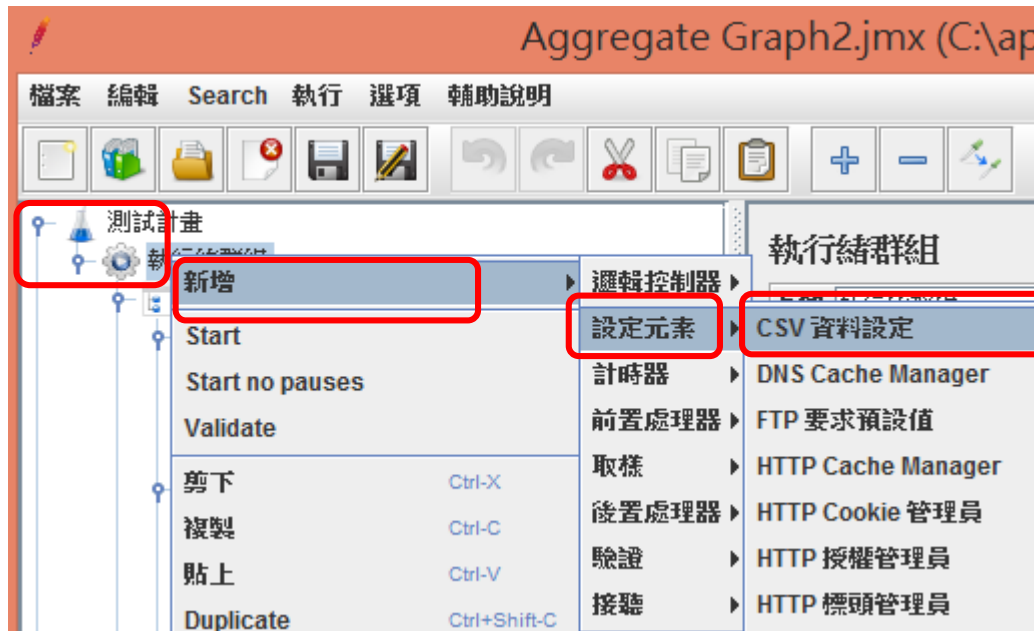 Aggregate Graph2.jmx (C:\ap
檔案 編輯 Search 執行 選項 輔助說明
測試計畫
執行緒群組
新增
Start
Start no pauses
Validate
剪下 Ctrl-X
複製 Ctrl-C
貼上 Ctrl-V
Duplicate Ctrl+Shift-C
邏輯控制器
設定元素
計時器
前置處理器
取樣
後置處理器
驗證
接聽
CSV 資料設定
DNS Cache Manager
FTP 要求預設值
HTTP Cache Manager
HTTP Cookie 管理員
HTTP 授權管理員
HTTP 標頭管理員
執行緒群組